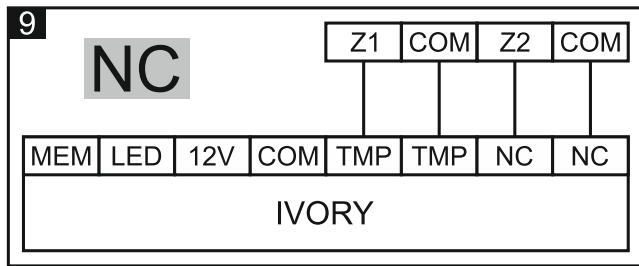 9
NC
Z1 COM Z2 COM
MEM LED 12V COM TMP TMP NC NC
IVORY